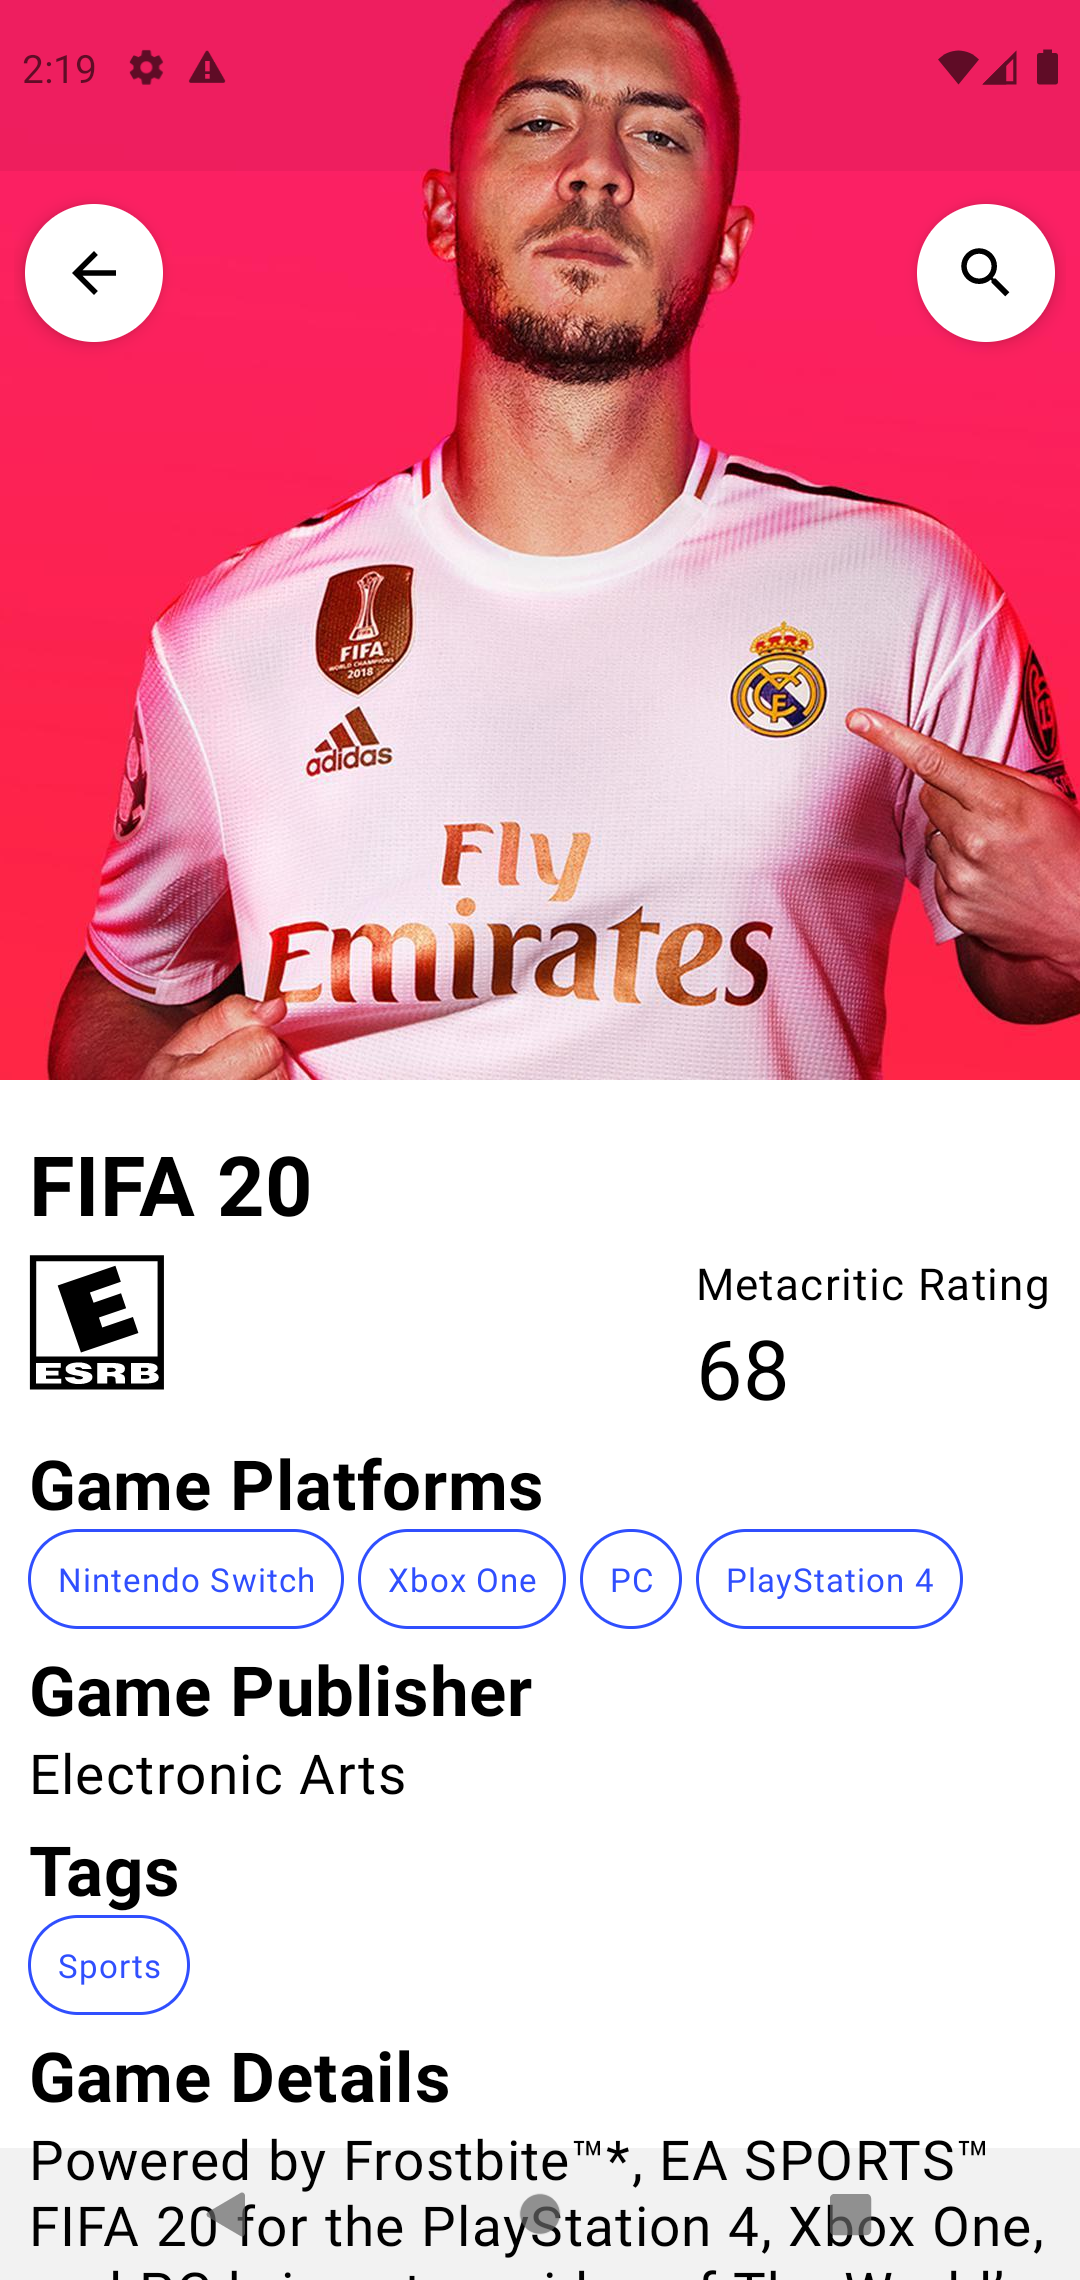 2:19
FIFA
WORLD CHAMPIONS
2018
adidas
Fly
Emirates
FIFA 20
E
ESRB
Metacritic Rating
68
Game Platforms
Nintendo Switch
Xbox One
PC
PlayStation 4
Game Publisher
Electronic Arts
Tags
Sports
Game Details
Powered by Frostbite™*, EA SPORTS™
FIFA 20 for the PlayStation 4, Xbox One,